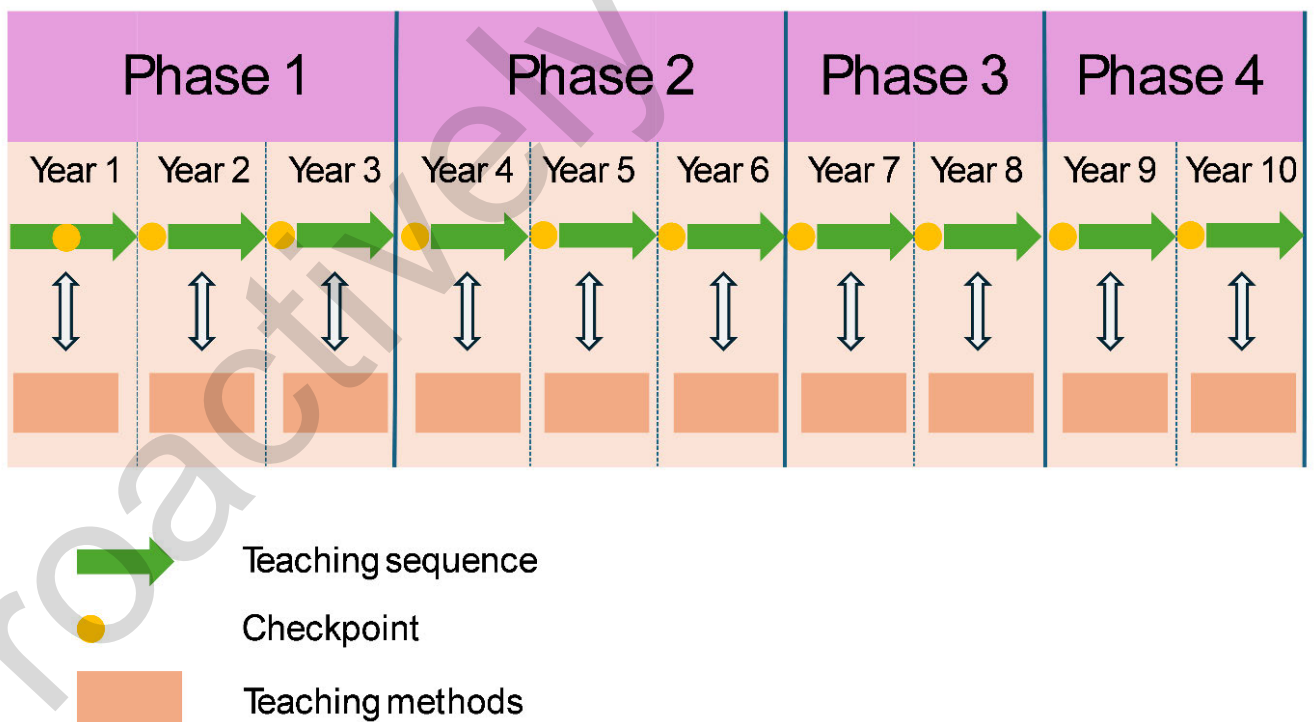 Phase 1 Phase 2 Phase 3 Phase 4
Year 1 Year 2 Year 3 Year 4 Year 5 Year 6 Year 7 Year 8 Year 9 Year 10
Teaching sequence
Checkpoint
Teaching methods
roactively